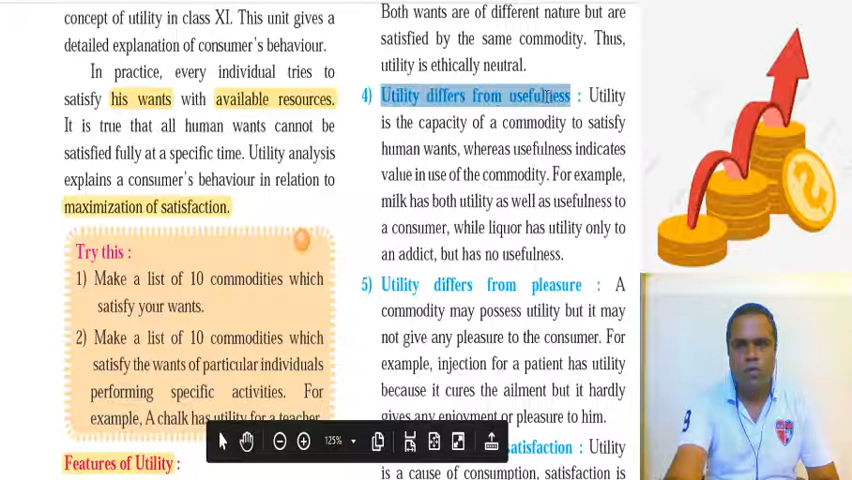 concept of utility in class XI. This unit gives a
detailed explanation of consumer's behaviour.
In practice, every individual tries to
satisfy his wants with available resources.
It is true that all human wants cannot be
satisfied fully at a specific time. Utility analysis
explains a consumer's behaviour in relation to
maximization of satisfaction.
Try this :
1) Make a list of 10 commodities which
satisfy your wants.
2) Make a list of 10 commodities which
satisfy the wants of particular individuals
performing specific activities. For
example, A chalk has utility for a teacher
Features of Utility :
Both wants are of different nature but are
satisfied by the same commodity. Thus,
utility is ethically neutral.
4) Utility differs from usefulness : Utility
is the capacity of a commodity to satisfy
human wants, whereas usefulness indicates
value in use of the commodity. For example,
milk has both utility as well as usefulness to
a consumer, while liquor has utility only to
an addict, but has no usefulness.
5) Utility differs from pleasure : A
commodity may possess utility but it may
not give any pleasure to the consumer. For
example, injection for a patient has utility
because it cures the ailment but it hardly
gives any enjoyment or pleasure to him.
satisfaction : Utility
is a cause of consumption, satisfaction is
125%